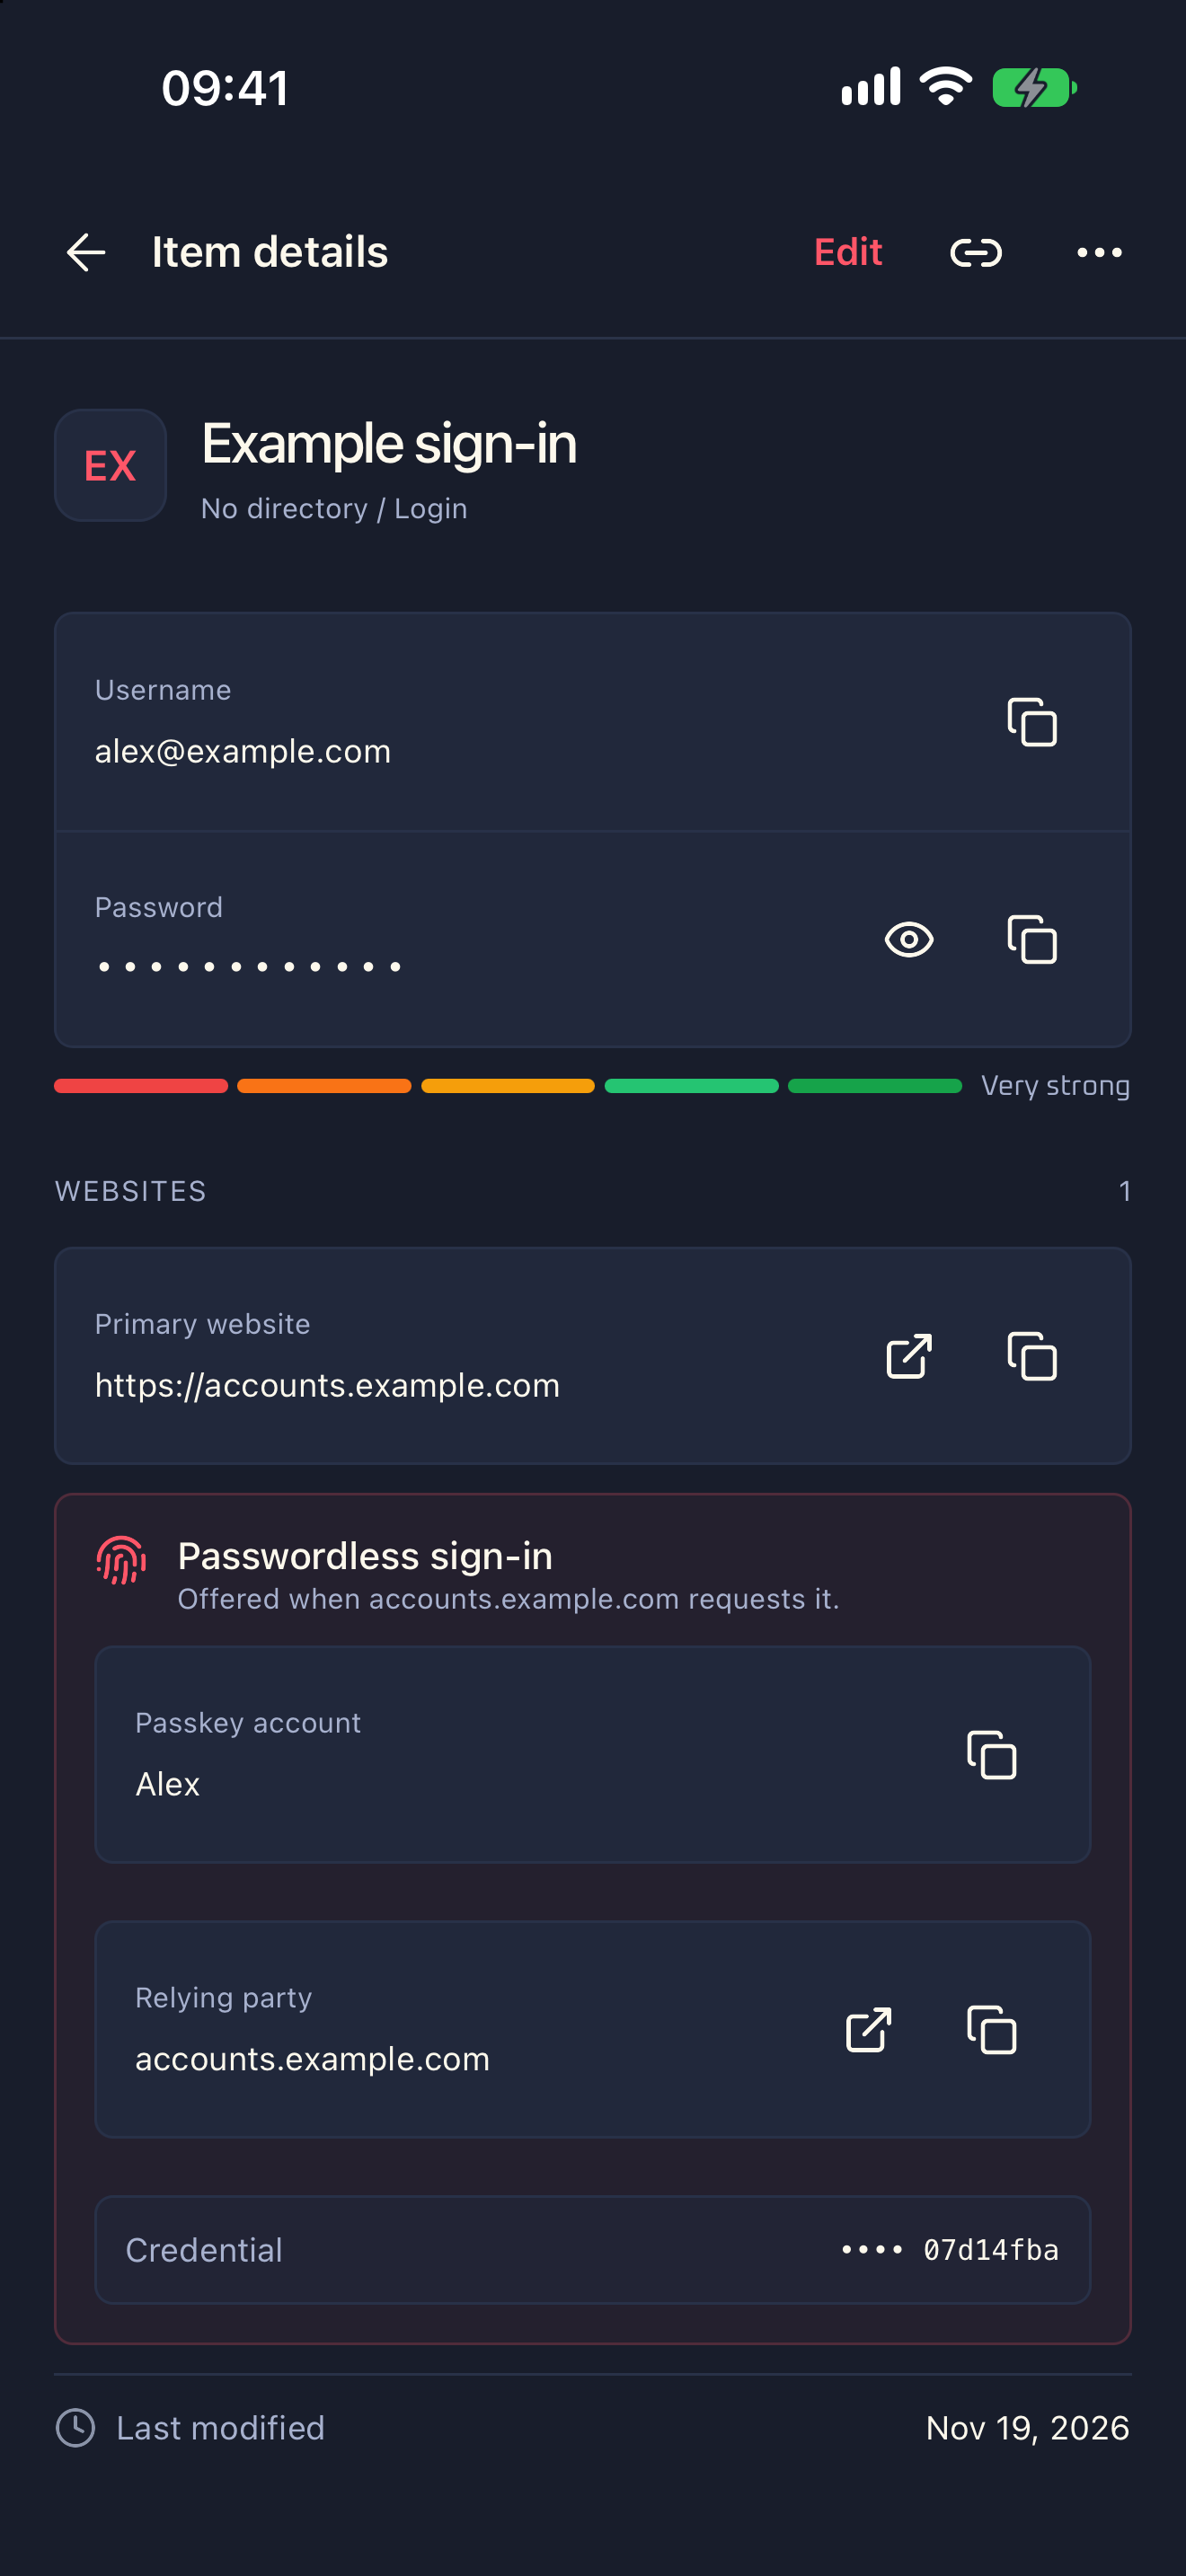 09:41
Item details
Edit
EX
Example sign-in
No directory / Login
Username
alex@example.com
Password
••••••••••••
Very strong
WEBSITES
1
Primary website
https://accounts.example.com
Passwordless sign-in
Offered when accounts.example.com requests it.
Passkey account
Alex
Relying party
accounts.example.com
Credential
•••• 07d14fba
Last modified
Nov 19, 2026